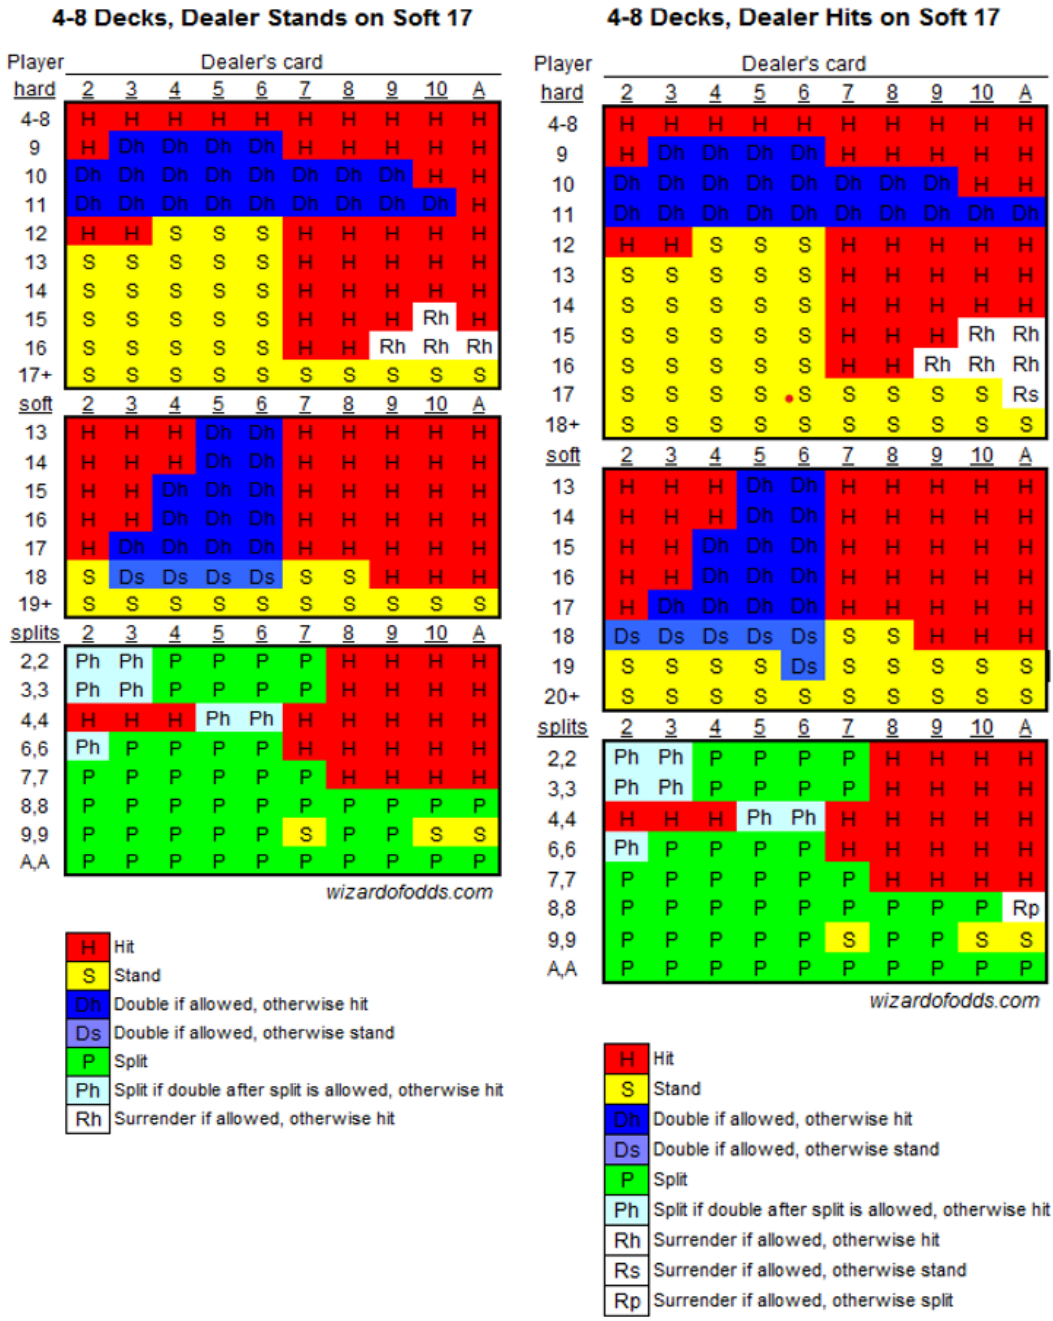 4-8 Decks, Dealer Stands on Soft 17
Player Dealer's card
hard 2 3 4 5 6 7 8 9 10 A
4-8 H H H H H H H H H H
9 H Dh Dh Dh Dh H H H H H
10 Dh Dh Dh Dh Dh Dh Dh Dh H H
11 Dh Dh Dh Dh Dh Dh Dh Dh Dh H
12 H H S S S H H H H H
13 S S S S S H H H H H
14 S S S S S H H H H H
15 S S S S S H H H Rh H
16 S S S S S H H Rh Rh Rh
17+ S S S S S S S S S S
soft 2 3 4 5 6 7 8 9 10 A
13 H H H Dh Dh H H H H H
14 H H H Dh Dh H H H H H
15 H H Dh Dh Dh H H H H H
16 H H Dh Dh Dh H H H H H
17 H Dh Dh Dh Dh H H H H H
18 S Ds Ds Ds Ds S S H H H
19+ S S S S S S S S S S
splits 2 3 4 5 6 7 8 9 10 A
2,2 Ph Ph P P P P H H H H
3,3 Ph Ph P P P P H H H H
4,4 H H H Ph Ph H H H H H
6,6 Ph P P P P H H H H H
7,7 P P P P P P H H H H
8,8 P P P P P P P P P P
9,9 P P P P P S P P S S
A,A P P P P P P P P P P
wizardofodds.com
H Hit
S Stand
Dh Double if allowed, otherwise hit
Ds Double if allowed, otherwise stand
P Split
Ph Split if double after split is allowed, otherwise hit
Rh Surrender if allowed, otherwise hit
4-8 Decks, Dealer Hits on Soft 17
Player Dealer's card
hard 2 3 4 5 6 7 8 9 10 A
4-8 H H H H H H H H H H
9 H Dh Dh Dh Dh H H H H H
10 Dh Dh Dh Dh Dh Dh Dh Dh H H
11 Dh Dh Dh Dh Dh Dh Dh Dh Dh Dh
12 H H S S S H H H H H
13 S S S S S H H H H H
14 S S S S S H H H H H
15 S S S S S H H H Rh Rh
16 S S S S S H H Rh Rh Rh
17 S S S S S S S S S Rs
18+ S S S S S S S S S S
soft 2 3 4 5 6 7 8 9 10 A
13 H H H Dh Dh H H H H H
14 H H H Dh Dh H H H H H
15 H H Dh Dh Dh H H H H H
16 H H Dh Dh Dh H H H H H
17 H Dh Dh Dh Dh H H H H H
18 Ds Ds Ds Ds Ds S S H H H
19 S S S S Ds S S S S S
20+ S S S S S S S S S S
splits 2 3 4 5 6 7 8 9 10 A
2,2 Ph Ph P P P P H H H H
3,3 Ph Ph P P P P H H H H
4,4 H H H Ph Ph H H H H H
6,6 Ph P P P P H H H H H
7,7 P P P P P P H H H H
8,8 P P P P P P P P P Rp
9,9 P P P P P S P P S S
A,A P P P P P P P P P P
wizardofodds.com
H Hit
S Stand
Dh Double if allowed, otherwise hit
Ds Double if allowed, otherwise stand
P Split
Ph Split if double after split is allowed, otherwise hit
Rh Surrender if allowed, otherwise hit
Rs Surrender if allowed, otherwise stand
Rp Surrender if allowed, otherwise split